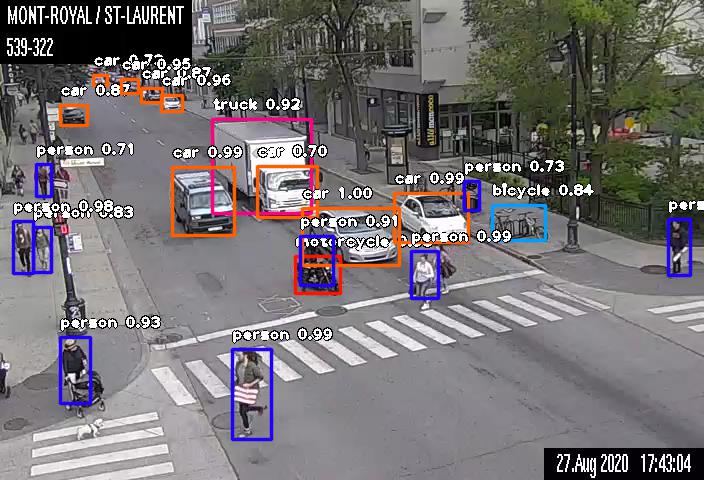 MONT-ROYAL / ST-LAURENT
539-322
car 0.95
car 0.87
car 0.96
car 0.87
truck 0.92
person 0.71
car 0.99
car 0.70
person 0.73
car 0.99
bicycle 0.84
car 1.00
person 0.98
person 0.83
person 0.91
motorcycle
person 0.99
person 0.93
person 0.99
27.Aug 2020 17:43:04